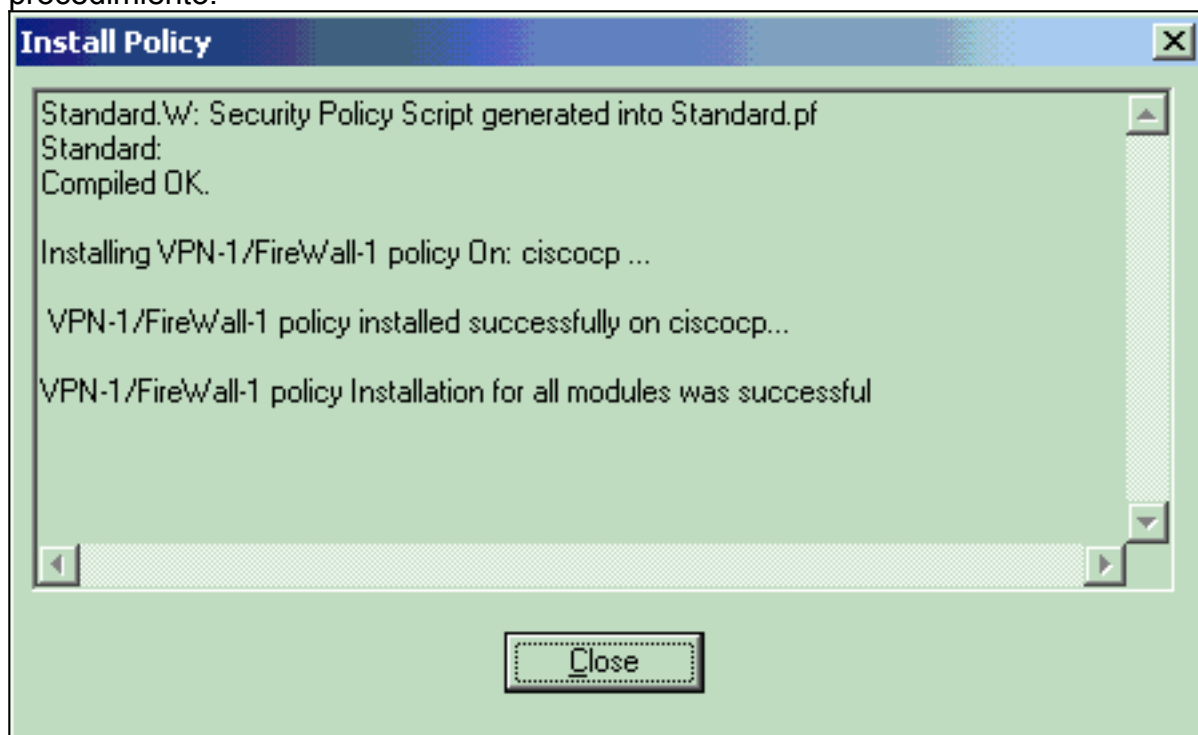 procedimiento.
Install Policy
Standard.W: Security Policy Script generated into Standard.pf
Standard:
Compiled OK.
Installing VPN-1/FireWall-1 policy On: ciscocp ...
VPN-1/FireWall-1 policy installed successfully on ciscocp...
VPN-1/FireWall-1 policy Installation for all modules was successful
Close